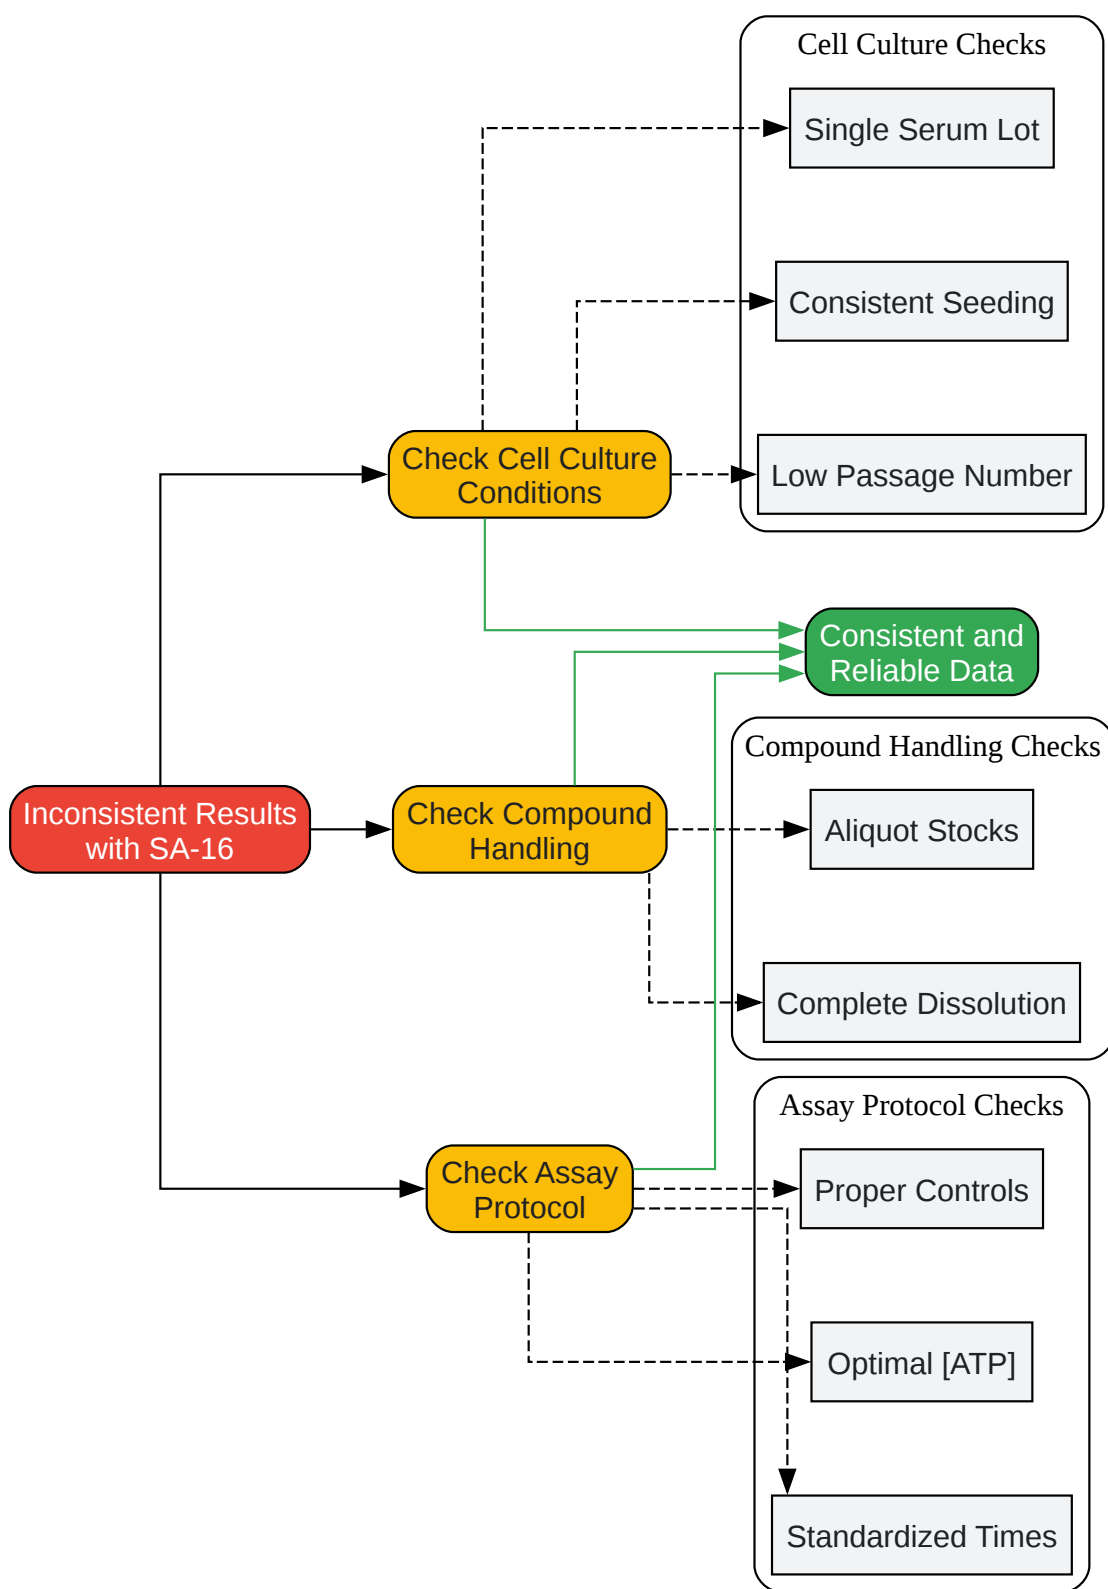 Cell Culture Checks
Single Serum Lot
Consistent Seeding
Check Cell Culture
Conditions
Low Passage Number
Consistent and
Reliable Data
Compound Handling Checks
Inconsistent Results
with SA-16
Check Compound
Handling
Aliquot Stocks
Complete Dissolution
Assay Protocol Checks
Check Assay
Protocol
Proper Controls
Optimal [ATP]
Standardized Times